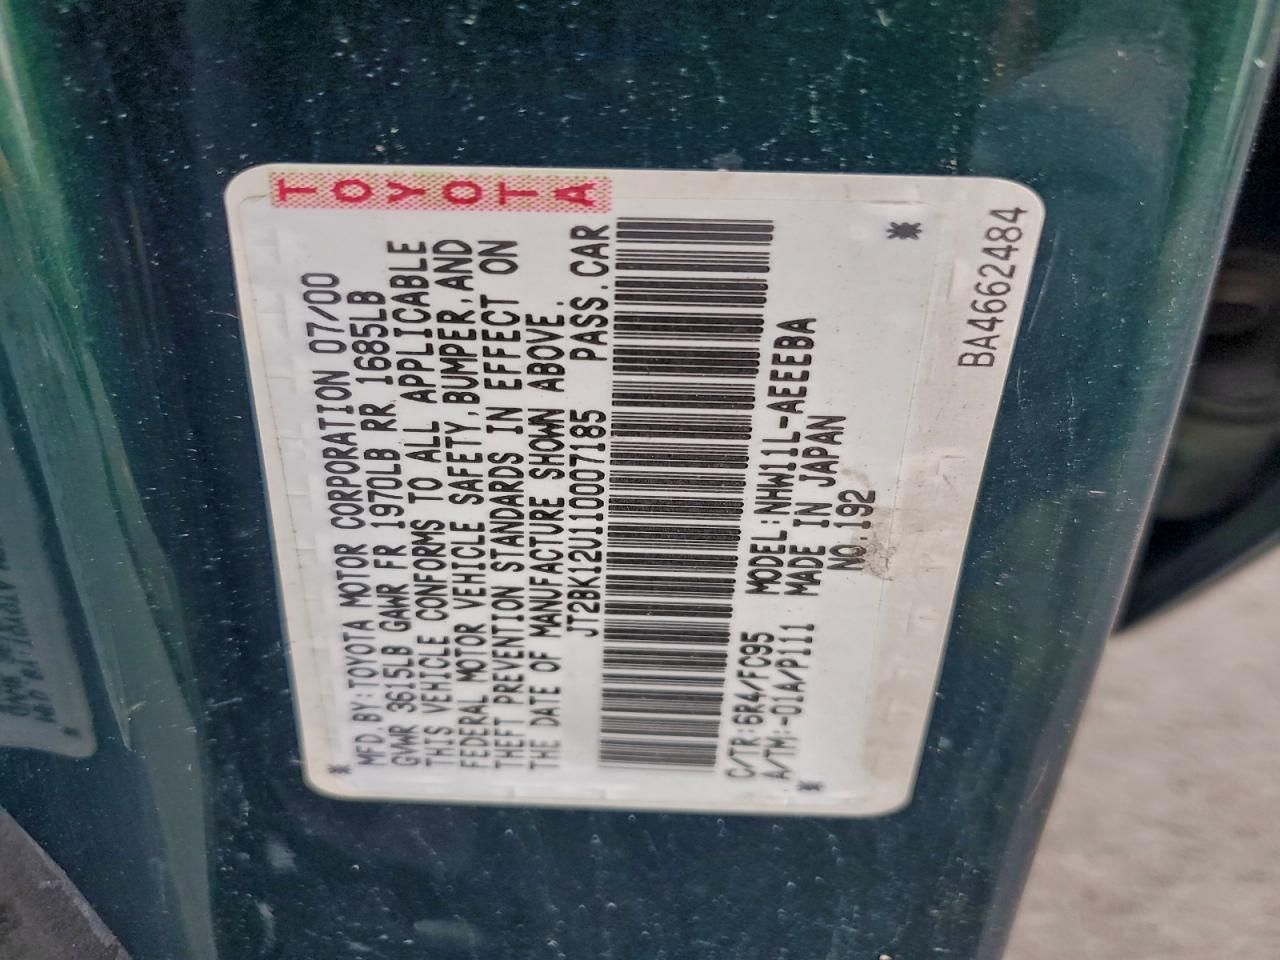 TOYOTA
MFD. BY: TOYOTA MOTOR CORPORATION 07/00
GVWR 3615LB GAWR FR 1970LB RR 1685LB
THIS VEHICLE CONFORMS TO ALL APPLICABLE
FEDERAL MOTOR VEHICLE SAFETY, BUMPER, AND
THEFT PREVENTION STANDARDS IN EFFECT ON
THE DATE OF MANUFACTURE SHOWN ABOVE.
JT2BK12U110007185 PASS. CAR
C/TR: 6R4/FC95 MODEL: NHW11L-AEEEBA
A/TM: -01A/P111 MADE IN JAPAN
NO. 192
BA4662484